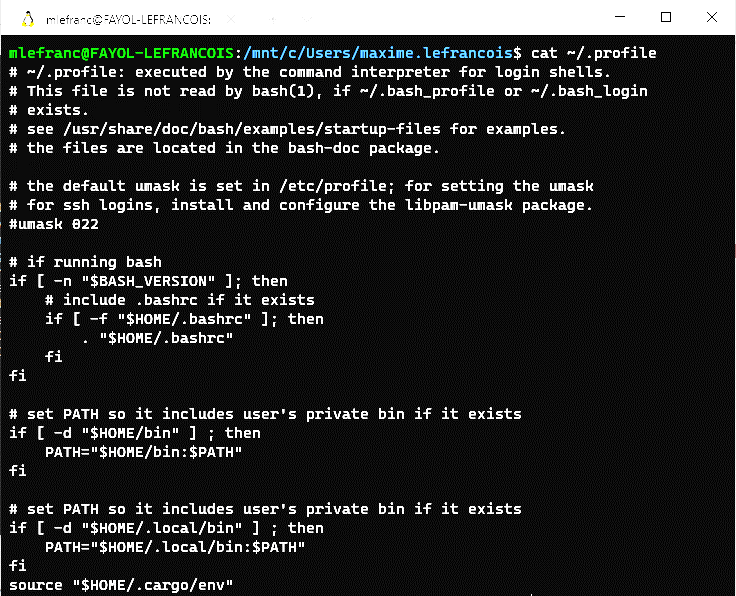 mlefranc@FAYOL-LEFRANCOIS:
mlefranc@FAYOL-LEFRANCOIS:/mnt/c/Users/maxime.lefrancois$ cat ~/.profile
# ~/.profile: executed by the command interpreter for login shells.
# This file is not read by bash(1), if ~/.bash_profile or ~/.bash_login
# exists.
# see /usr/share/doc/bash/examples/startup-files for examples.
# the files are located in the bash-doc package.

# the default umask is set in /etc/profile; for setting the umask
# for ssh logins, install and configure the libpam-umask package.
#umask 022

# if running bash
if [ -n "$BASH_VERSION" ]; then
    # include .bashrc if it exists
    if [ -f "$HOME/.bashrc" ]; then
        . "$HOME/.bashrc"
    fi
fi

# set PATH so it includes user's private bin if it exists
if [ -d "$HOME/bin" ] ; then
    PATH="$HOME/bin:$PATH"
fi

# set PATH so it includes user's private bin if it exists
if [ -d "$HOME/.local/bin" ] ; then
    PATH="$HOME/.local/bin:$PATH"
fi
source "$HOME/.cargo/env"